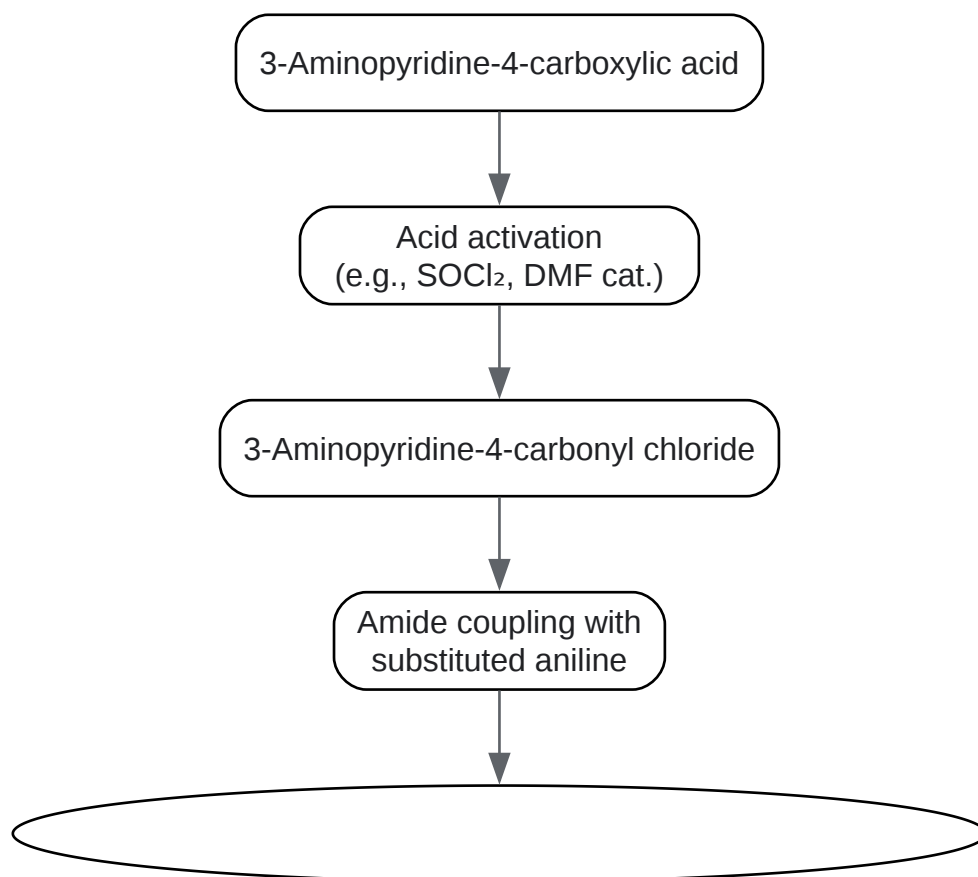 3-Aminopyridine-4-carboxylic acid
Acid activation
(e.g., SOCl₂, DMF cat.)
3-Aminopyridine-4-carbonyl chloride
Amide coupling with
substituted aniline